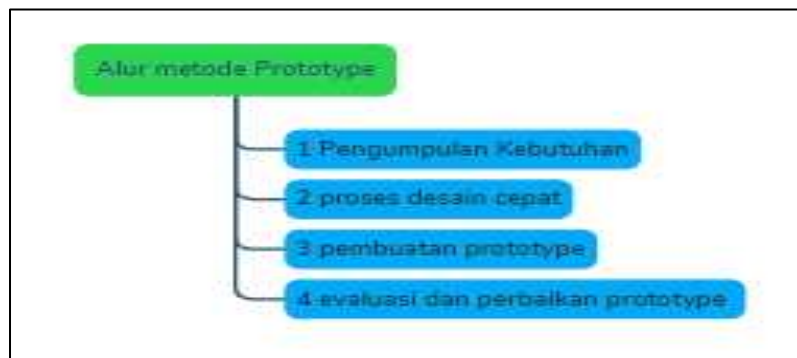 Alur metode Prototype
1 Pengumpulan Kebutuhan
2 proses desain cepat
3 pembuatan prototype
4 evaluasi dan perbaikan prototype